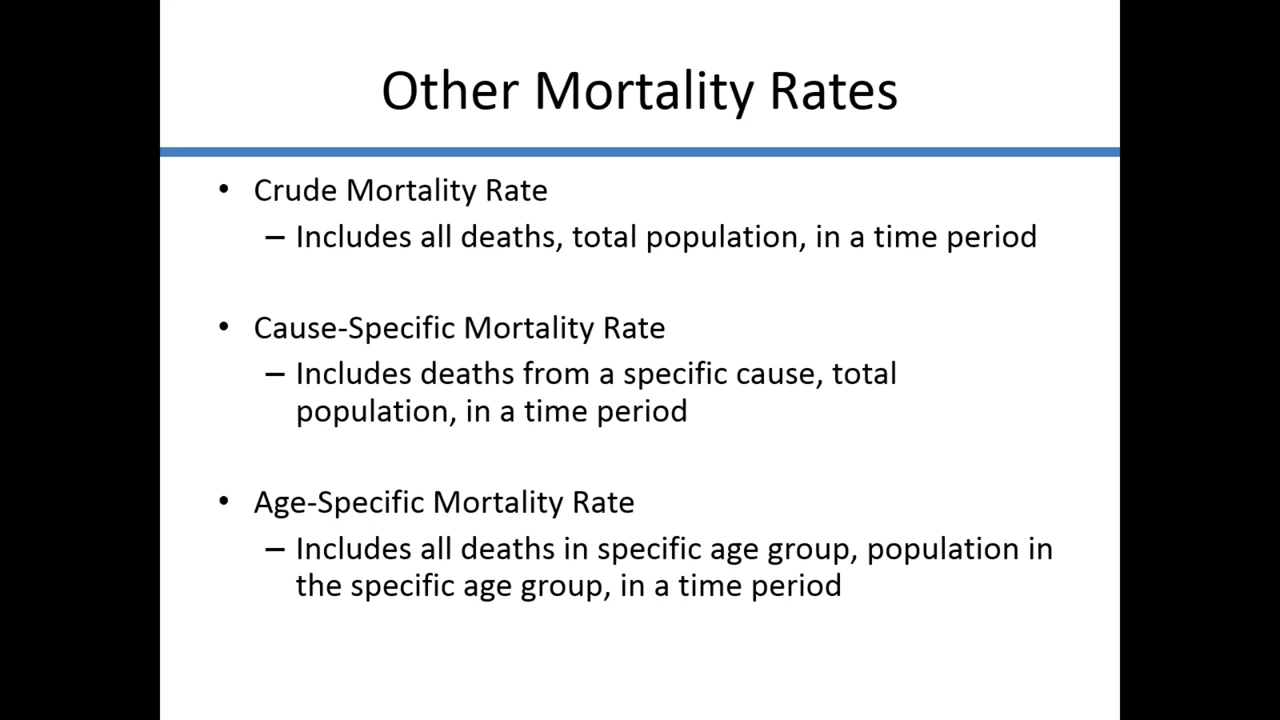 Other Mortality Rates
• Crude Mortality Rate
– Includes all deaths, total population, in a time period
• Cause-Specific Mortality Rate
– Includes deaths from a specific cause, total
population, in a time period
• Age-Specific Mortality Rate
– Includes all deaths in specific age group, population in
the specific age group, in a time period